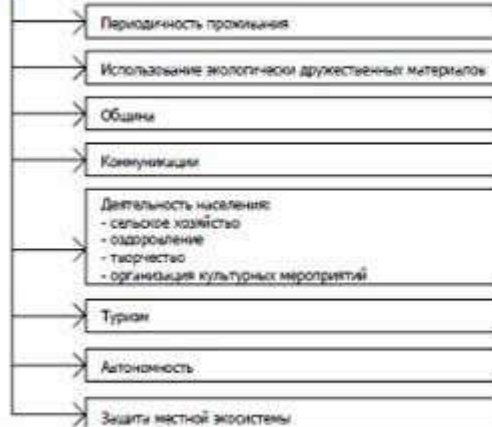 Периодичность проживания
Использование экологически дружественных материалов
Община
Коммуникации
Деятельность населения:
- сельское хозяйство
- оздоровление
- творчество
- организация культурных мероприятий
Туризм
Автономность
Защита местной экосистемы